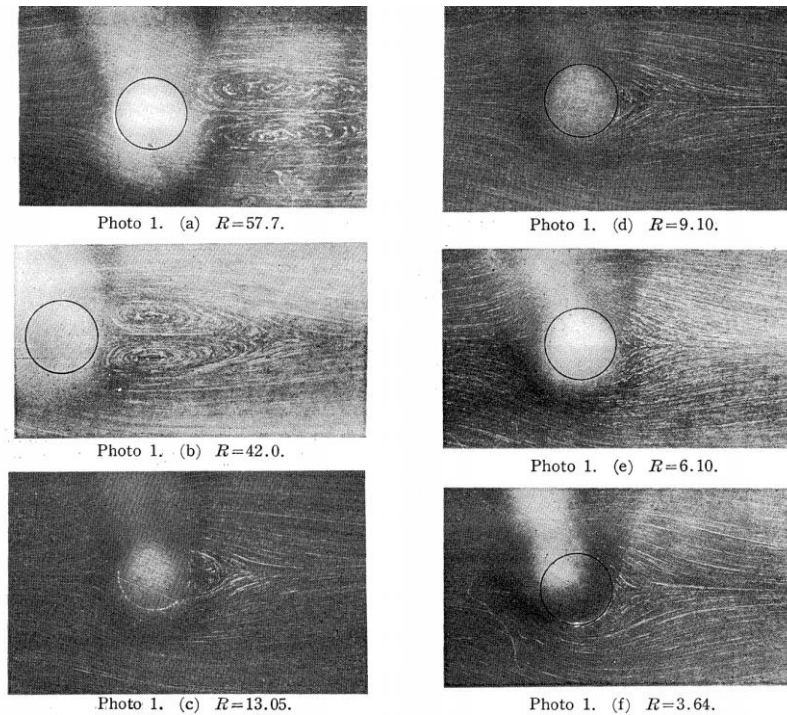 Photo 1. (a) R=57.7.
Photo 1. (b) R=42.0.
Photo 1. (c) R=13.05.
Photo 1. (d) R=9.10.
Photo 1. (e) R=6.10.
Photo 1. (f) R=3.64.